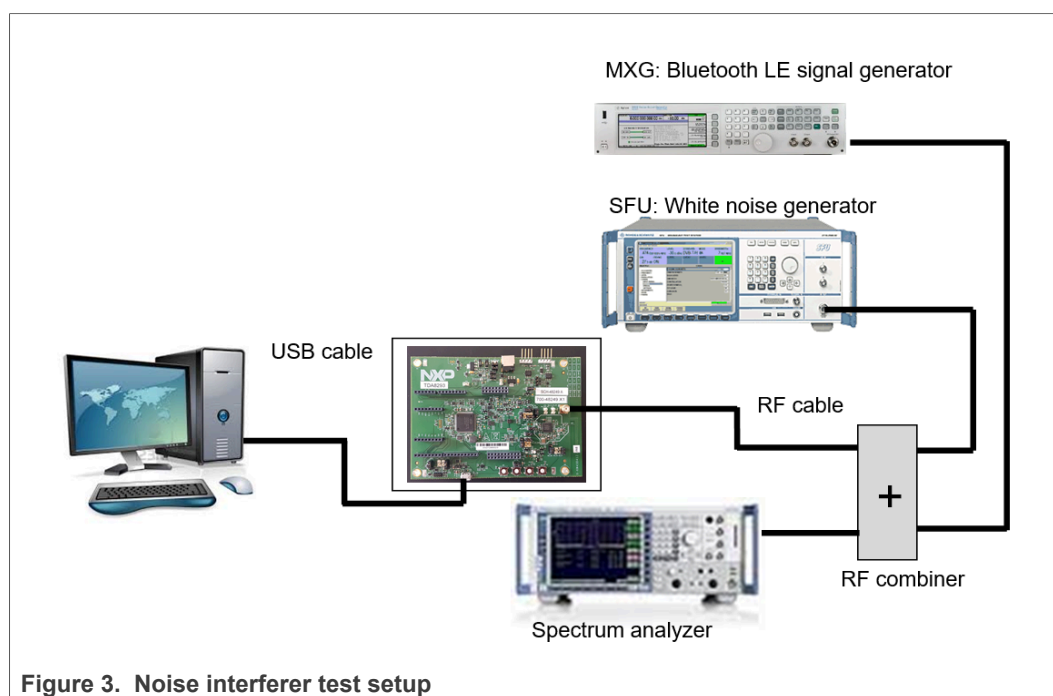 MXG: Bluetooth LE signal generator
SFU: White noise generator
USB cable
NXP
RF cable
+
RF combiner
Spectrum analyzer
Figure 3. Noise interferer test setup